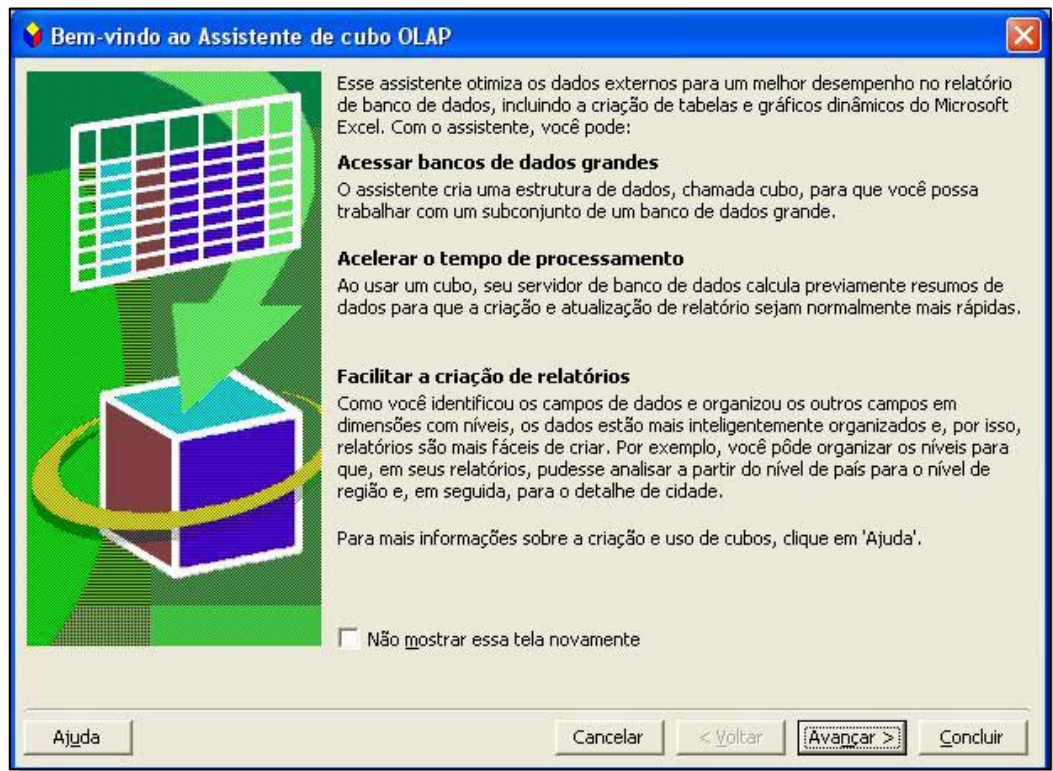 Bem-vindo ao Assistente de cubo OLAP
Esse assistente otimiza os dados externos para um melhor desempenho no relatório
de banco de dados, incluindo a criação de tabelas e gráficos dinâmicos do Microsoft
Excel. Com o assistente, você pode:
Acessar bancos de dados grandes
O assistente cria uma estrutura de dados, chamada cubo, para que você possa
trabalhar com um subconjunto de um banco de dados grande.
Acelerar o tempo de processamento
Ao usar um cubo, seu servidor de banco de dados calcula previamente resumos de
dados para que a criação e atualização de relatório sejam normalmente mais rápidas.
Facilitar a criação de relatórios
Como você identificou os campos de dados e organizou os outros campos em
dimensões com níveis, os dados estão mais inteligentemente organizados e, por isso,
relatórios são mais fáceis de criar. Por exemplo, você pôde organizar os níveis para
que, em seus relatórios, pudesse analisar a partir do nível de país para o nível de
região e, em seguida, para o detalhe de cidade.
Para mais informações sobre a criação e uso de cubos, clique em 'Ajuda'.
Não mostrar essa tela novamente
Ajuda Cancelar < Voltar Avançar > Concluir